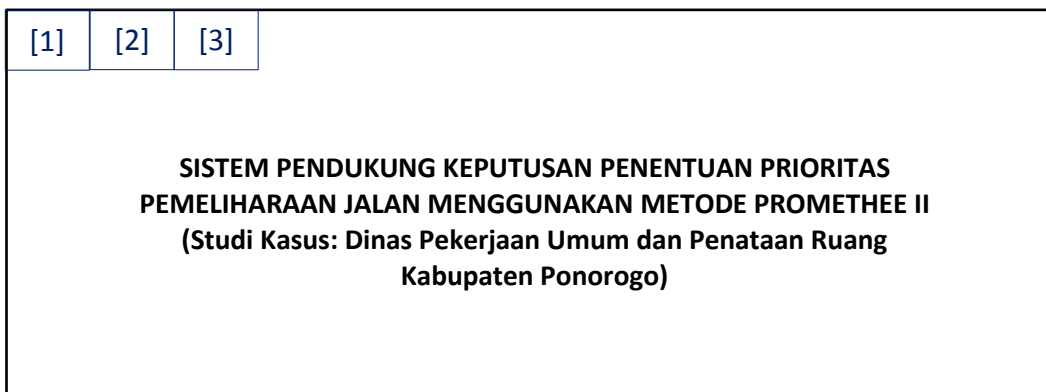 [1] [2] [3]
SISTEM PENDUKUNG KEPUTUSAN PENENTUAN PRIORITAS
PEMELIHARAAN JALAN MENGGUNAKAN METODE PROMETHEE II
(Studi Kasus: Dinas Pekerjaan Umum dan Penataan Ruang
Kabupaten Ponorogo)